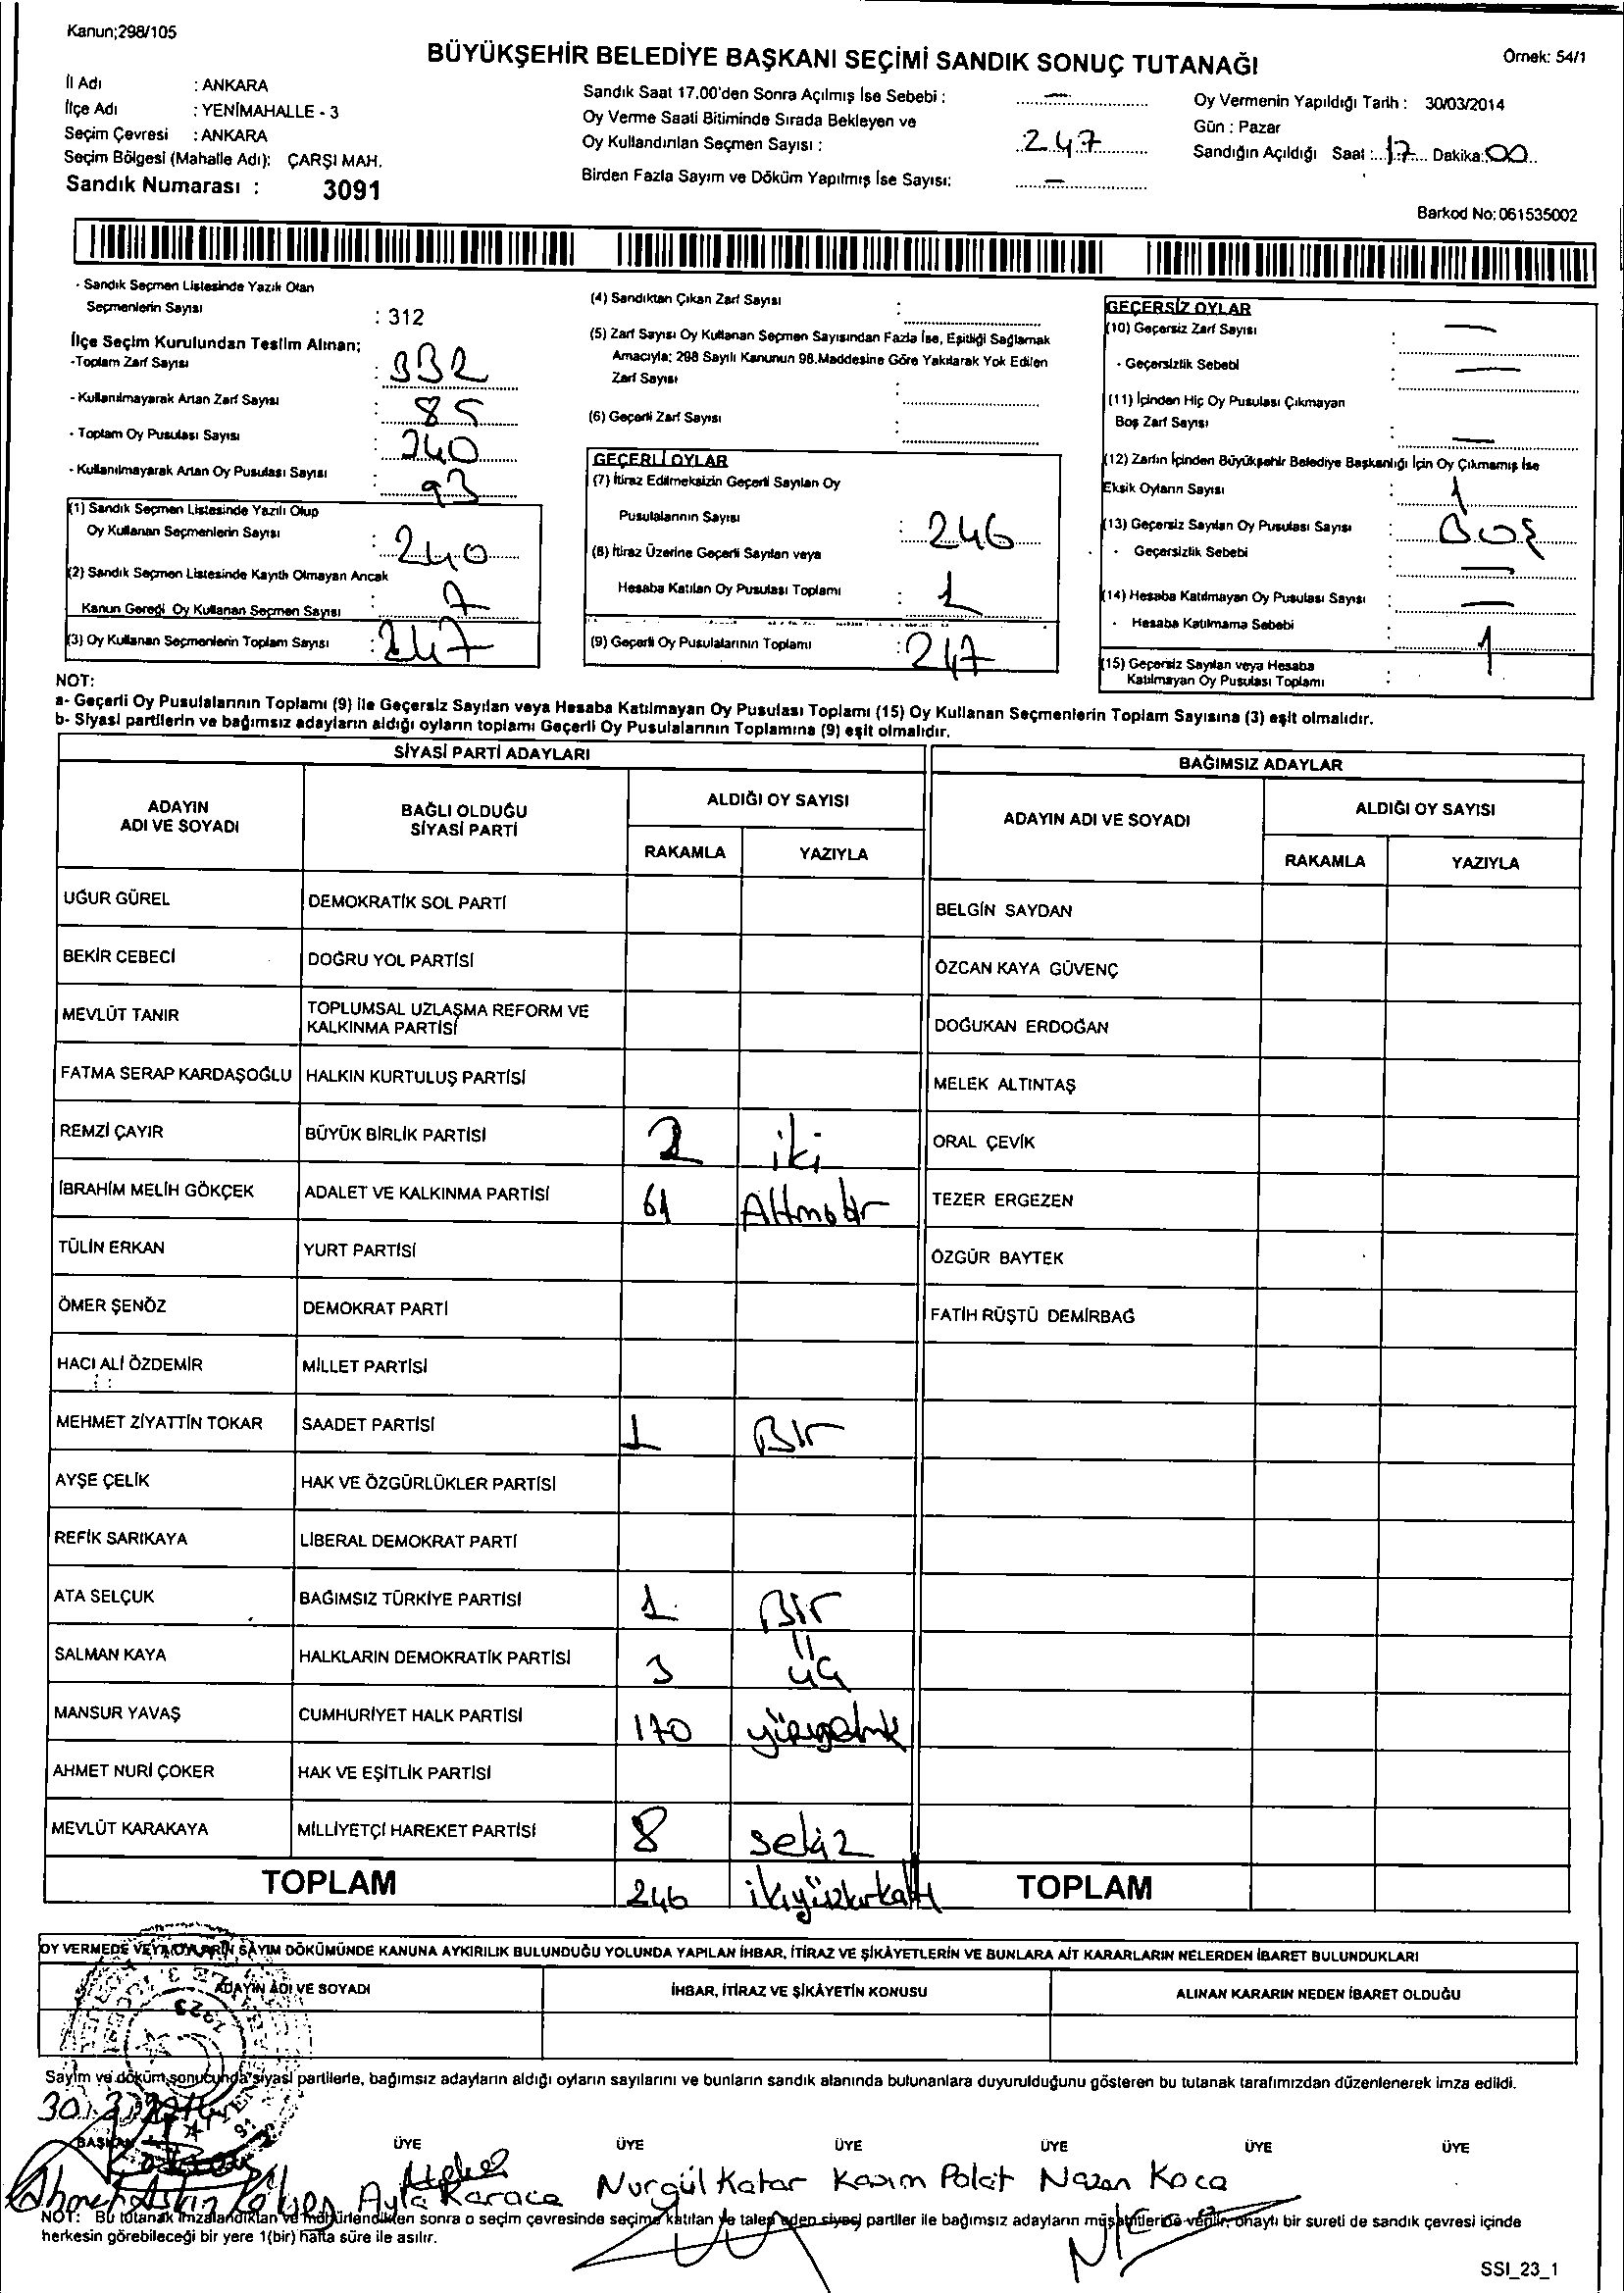 Kanun;298/105
BÜYÜKŞEHİR BELEDİYE BAŞKANI SEÇİMİ SANDIK SONUÇ TUTANAĞI
Örnek: 54/1
İl Adı : ANKARA
İlçe Adı : YENİMAHALLE - 3
Seçim Çevresi : ANKARA
Seçim Bölgesi (Mahalle Adı): ÇARŞI MAH.
Sandık Numarası : 3091
Sandık Saat 17.00'den Sonra Açılmış İse Sebebi : —
Oy Verme Saati Bitiminde Sırada Bekleyen ve
Oy Kullandırılan Seçmen Sayısı : 247
Birden Fazla Sayım ve Döküm Yapılmış İse Sayısı: —
Oy Vermenin Yapıldığı Tarih : 30/03/2014
Gün : Pazar
Sandığın Açıldığı Saat : 17 Dakika: 00
Barkod No: 061535002
- Sandık Seçmen Listesinde Yazılı Olan
Seçmenlerin Sayısı : 312
İlçe Seçim Kurulundan Teslim Alınan;
-Toplam Zarf Sayısı : 332
- Kullanılmayarak Artan Zarf Sayısı : 85
- Toplam Oy Pusulası Sayısı : 340
- Kullanılmayarak Artan Oy Pusulası Sayısı : 93
(1) Sandık Seçmen Listesinde Yazılı Olup
Oy Kullanan Seçmenlerin Sayısı : 240
(2) Sandık Seçmen Listesinde Kayıtlı Olmayan Ancak
Kanun Gereği Oy Kullanan Seçmen Sayısı : 7
(3) Oy Kullanan Seçmenlerin Toplam Sayısı : 247
(4) Sandıktan Çıkan Zarf Sayısı :
(5) Zarf Sayısı Oy Kullanan Seçmen Sayısından Fazla İse, Eşitliği Sağlamak
Amacıyla; 298 Sayılı Kanunun 98.Maddesine Göre Yakılarak Yok Edilen
Zarf Sayısı :
(6) Geçerli Zarf Sayısı :
GEÇERLİ OYLAR
(7) İtiraz Edilmeksizin Geçerli Sayılan Oy
Pusulalarının Sayısı : 246
(8) İtiraz Üzerine Geçerli Sayılan veya
Hesaba Katılan Oy Pusulası Toplamı : 1
(9) Geçerli Oy Pusulalarının Toplamı : 247
GEÇERSİZ OYLAR
(10) Geçersiz Zarf Sayısı : —
- Geçersizlik Sebebi : —
(11) İçinden Hiç Oy Pusulası Çıkmayan
Boş Zarf Sayısı : —
(12) Zarfın İçinden Büyükşehir Belediye Başkanlığı İçin Oy Çıkmamış İse
Eksik Oyların Sayısı : 1
(13) Geçersiz Sayılan Oy Pusulası Sayısı : BOŞ
- Geçersizlik Sebebi : —
(14) Hesaba Katılmayan Oy Pusulası Sayısı : —
- Hesaba Katılmama Sebebi : 1
(15) Geçersiz Sayılan veya Hesaba
Katılmayan Oy Pusulası Toplamı :
NOT:
a- Geçerli Oy Pusulalarının Toplamı (9) ile Geçersiz Sayılan veya Hesaba Katılmayan Oy Pusulası Toplamı (15) Oy Kullanan Seçmenlerin Toplam Sayısına (3) eşit olmalıdır.
b- Siyasi partilerin ve bağımsız adayların aldığı oyların toplamı Geçerli Oy Pusulalarının Toplamına (9) eşit olmalıdır.
SİYASİ PARTİ ADAYLARI
BAĞIMSIZ ADAYLAR
ADAYIN ADI VE SOYADI
BAĞLI OLDUĞU SİYASİ PARTİ
ALDIĞI OY SAYISI
RAKAMLA YAZIYLA
ADAYIN ADI VE SOYADI
ALDIĞI OY SAYISI
RAKAMLA YAZIYLA
UĞUR GÜREL DEMOKRATİK SOL PARTİ BELGİN SAYDAN
BEKİR CEBECİ DOĞRU YOL PARTİSİ ÖZCAN KAYA GÜVENÇ
MEVLÜT TANIR TOPLUMSAL UZLAŞMA REFORM VE KALKINMA PARTİSİ DOĞUKAN ERDOĞAN
FATMA SERAP KARDAŞOĞLU HALKIN KURTULUŞ PARTİSİ MELEK ALTINTAŞ
REMZİ ÇAYIR BÜYÜK BİRLİK PARTİSİ 2 iki ORAL ÇEVİK
İBRAHİM MELİH GÖKÇEK ADALET VE KALKINMA PARTİSİ 61 Altmışbir TEZER ERGEZEN
TÜLİN ERKAN YURT PARTİSİ ÖZGÜR BAYTEK
ÖMER ŞENÖZ DEMOKRAT PARTİ FATİH RÜŞTÜ DEMİRBAĞ
HACI ALİ ÖZDEMİR MİLLET PARTİSİ
MEHMET ZİYATTİN TOKAR SAADET PARTİSİ 1 Bir
AYŞE ÇELİK HAK VE ÖZGÜRLÜKLER PARTİSİ
REFİK SARIKAYA LİBERAL DEMOKRAT PARTİ
ATA SELÇUK BAĞIMSIZ TÜRKİYE PARTİSİ 1 Bir
SALMAN KAYA HALKLARIN DEMOKRATİK PARTİSİ 3 üç
MANSUR YAVAŞ CUMHURİYET HALK PARTİSİ 170 yüzyetmiş
AHMET NURİ ÇOKER HAK VE EŞİTLİK PARTİSİ
MEVLÜT KARAKAYA MİLLİYETÇİ HAREKET PARTİSİ 8 sekiz
TOPLAM 246 ikiyüzkırkaltı TOPLAM
OY VERMEDE VEYA OYLARIN SAYIM DÖKÜMÜNDE KANUNA AYKIRILIK BULUNDUĞU YOLUNDA YAPILAN İHBAR, İTİRAZ VE ŞİKÂYETLERİN VE BUNLARA AİT KARARLARIN NELERDEN İBARET BULUNDUKLARI
ADAYIN ADI VE SOYADI İHBAR, İTİRAZ VE ŞİKÂYETİN KONUSU ALINAN KARARIN NEDEN İBARET OLDUĞU
Sayım ve döküm sonucunda siyasi partilerle, bağımsız adayların aldığı oyların sayılarını ve bunların sandık alanında bulunanlara duyurulduğunu gösteren bu tutanak tarafımızdan düzenlenerek imza edildi.
BAŞKAN ÜYE ÜYE ÜYE ÜYE ÜYE ÜYE
Ayla Karaca Nurgül Katar Kasım Polat Nazan Koca
NOT: Bu tutanak imzalandıktan ve mühürlendikten sonra o seçim çevresinde seçime katılan ve talep eden siyasi partiler ile bağımsız adayların müşahitlerine verilir, onaylı bir sureti de sandık çevresi içinde
herkesin görebileceği bir yere 1(bir) hafta süre ile asılır.
SSI_23_1